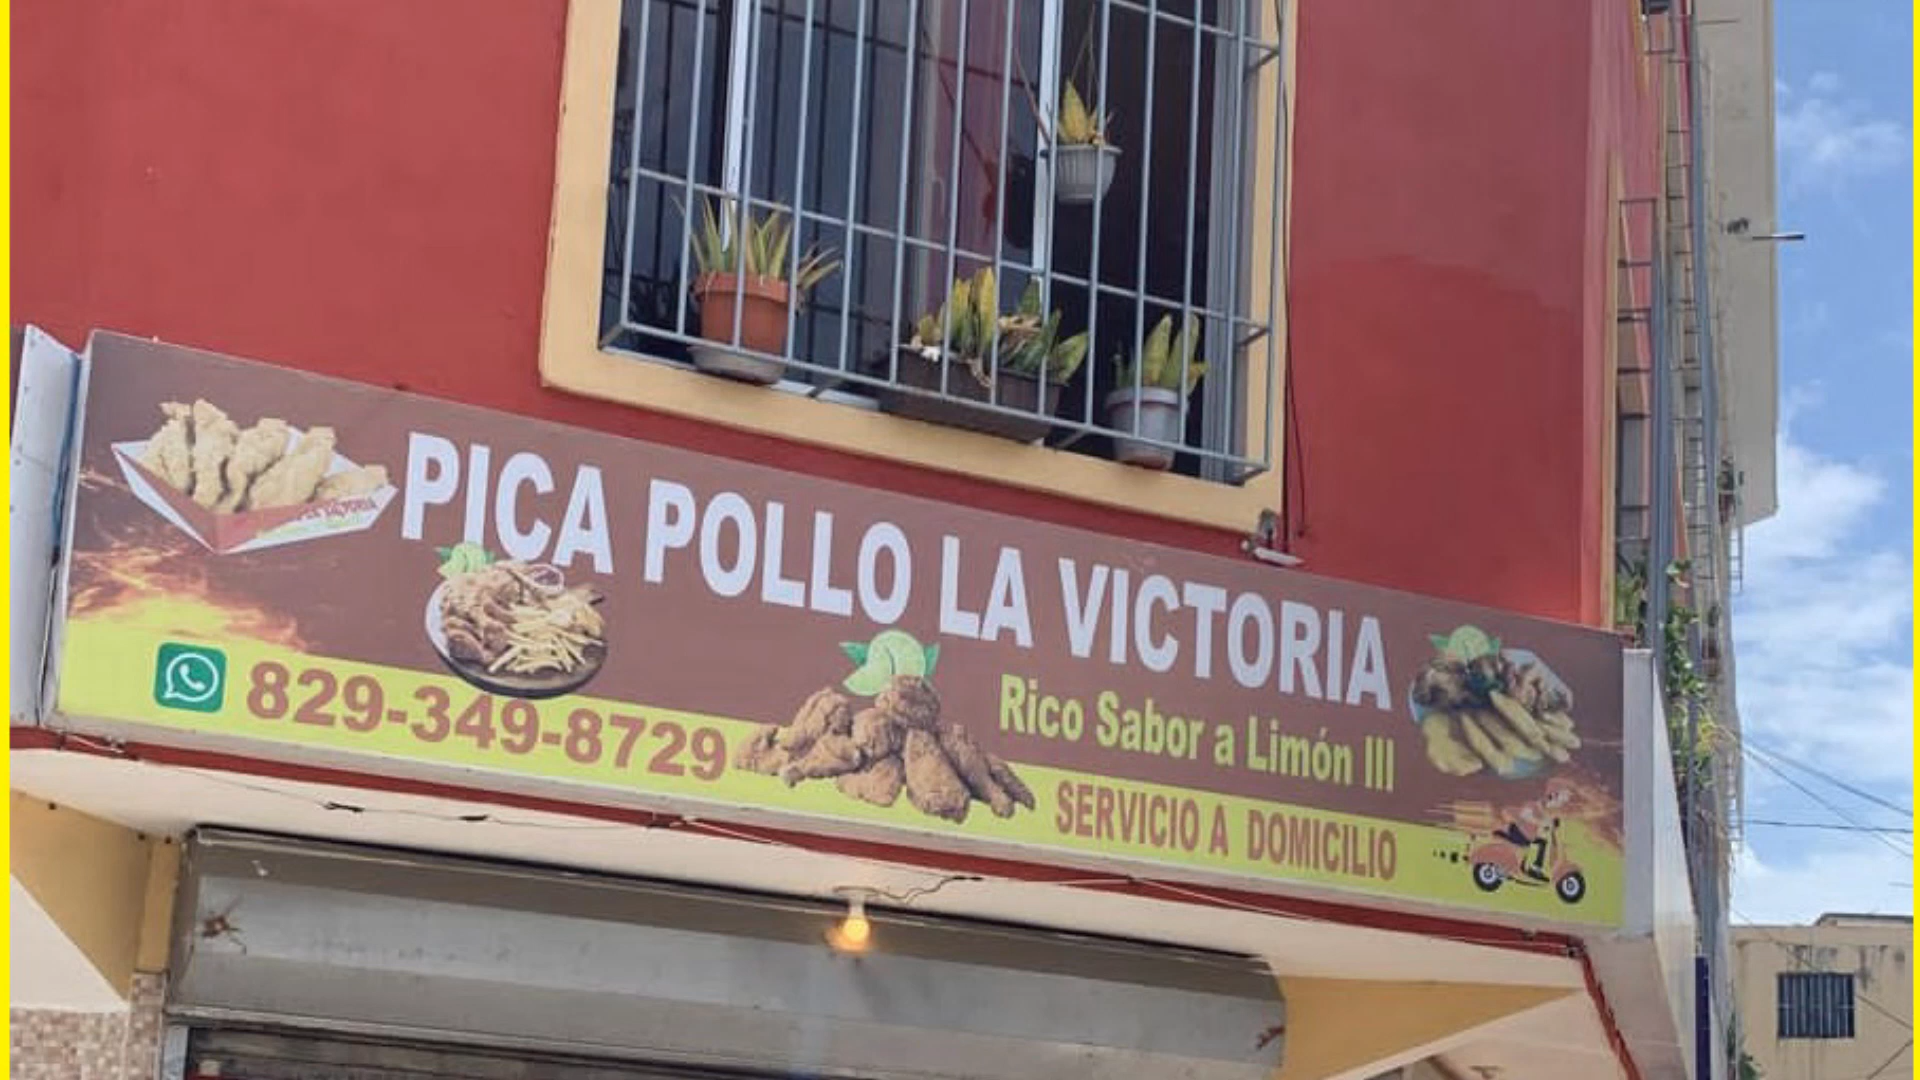 PICA POLLO LA VICTORIA
829-349-8729
Rico Sabor a Limón III
SERVICIO A DOMICILIO